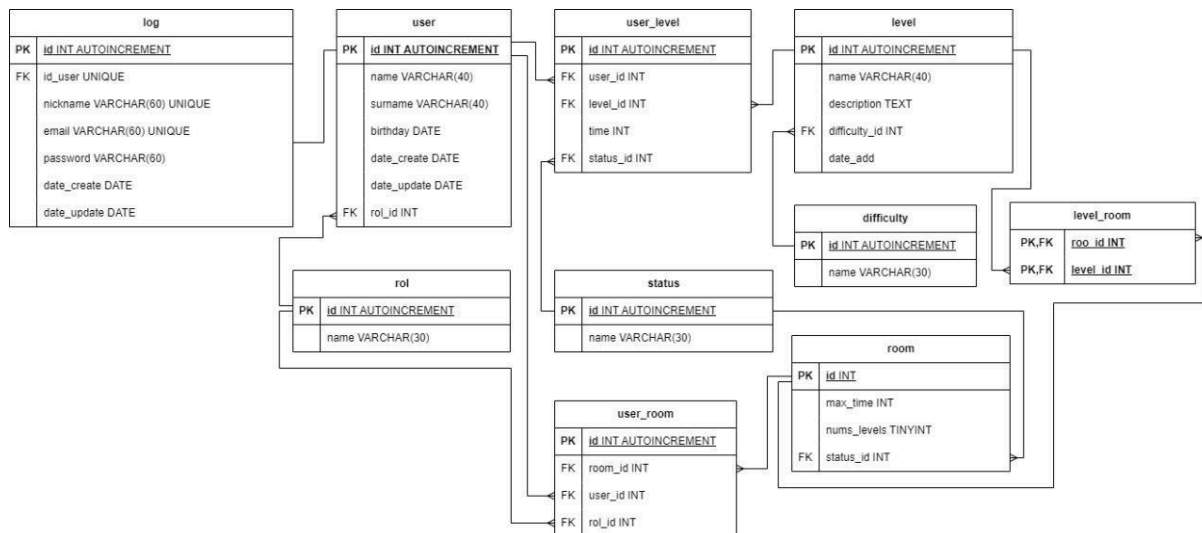 log
PK id INT AUTOINCREMENT
FK id_user UNIQUE
nickname VARCHAR(60) UNIQUE
email VARCHAR(60) UNIQUE
password VARCHAR(60)
date_create DATE
date_update DATE
user
PK id INT AUTOINCREMENT
name VARCHAR(40)
surname VARCHAR(40)
birthday DATE
date_create DATE
date_update DATE
FK rol_id INT
user_level
PK id INT AUTOINCREMENT
FK user_id INT
FK level_id INT
time INT
FK status_id INT
level
PK id INT AUTOINCREMENT
name VARCHAR(40)
description TEXT
FK difficulty_id INT
date_add
difficulty
PK id INT AUTOINCREMENT
name VARCHAR(30)
level_room
PK,FK roo_id INT
PK,FK level_id INT
rol
PK id INT AUTOINCREMENT
name VARCHAR(30)
status
PK id INT AUTOINCREMENT
name VARCHAR(30)
room
PK id INT
max_time INT
nums_levels TINYINT
FK status_id INT
user_room
PK id INT AUTOINCREMENT
FK room_id INT
FK user_id INT
FK rol_id INT